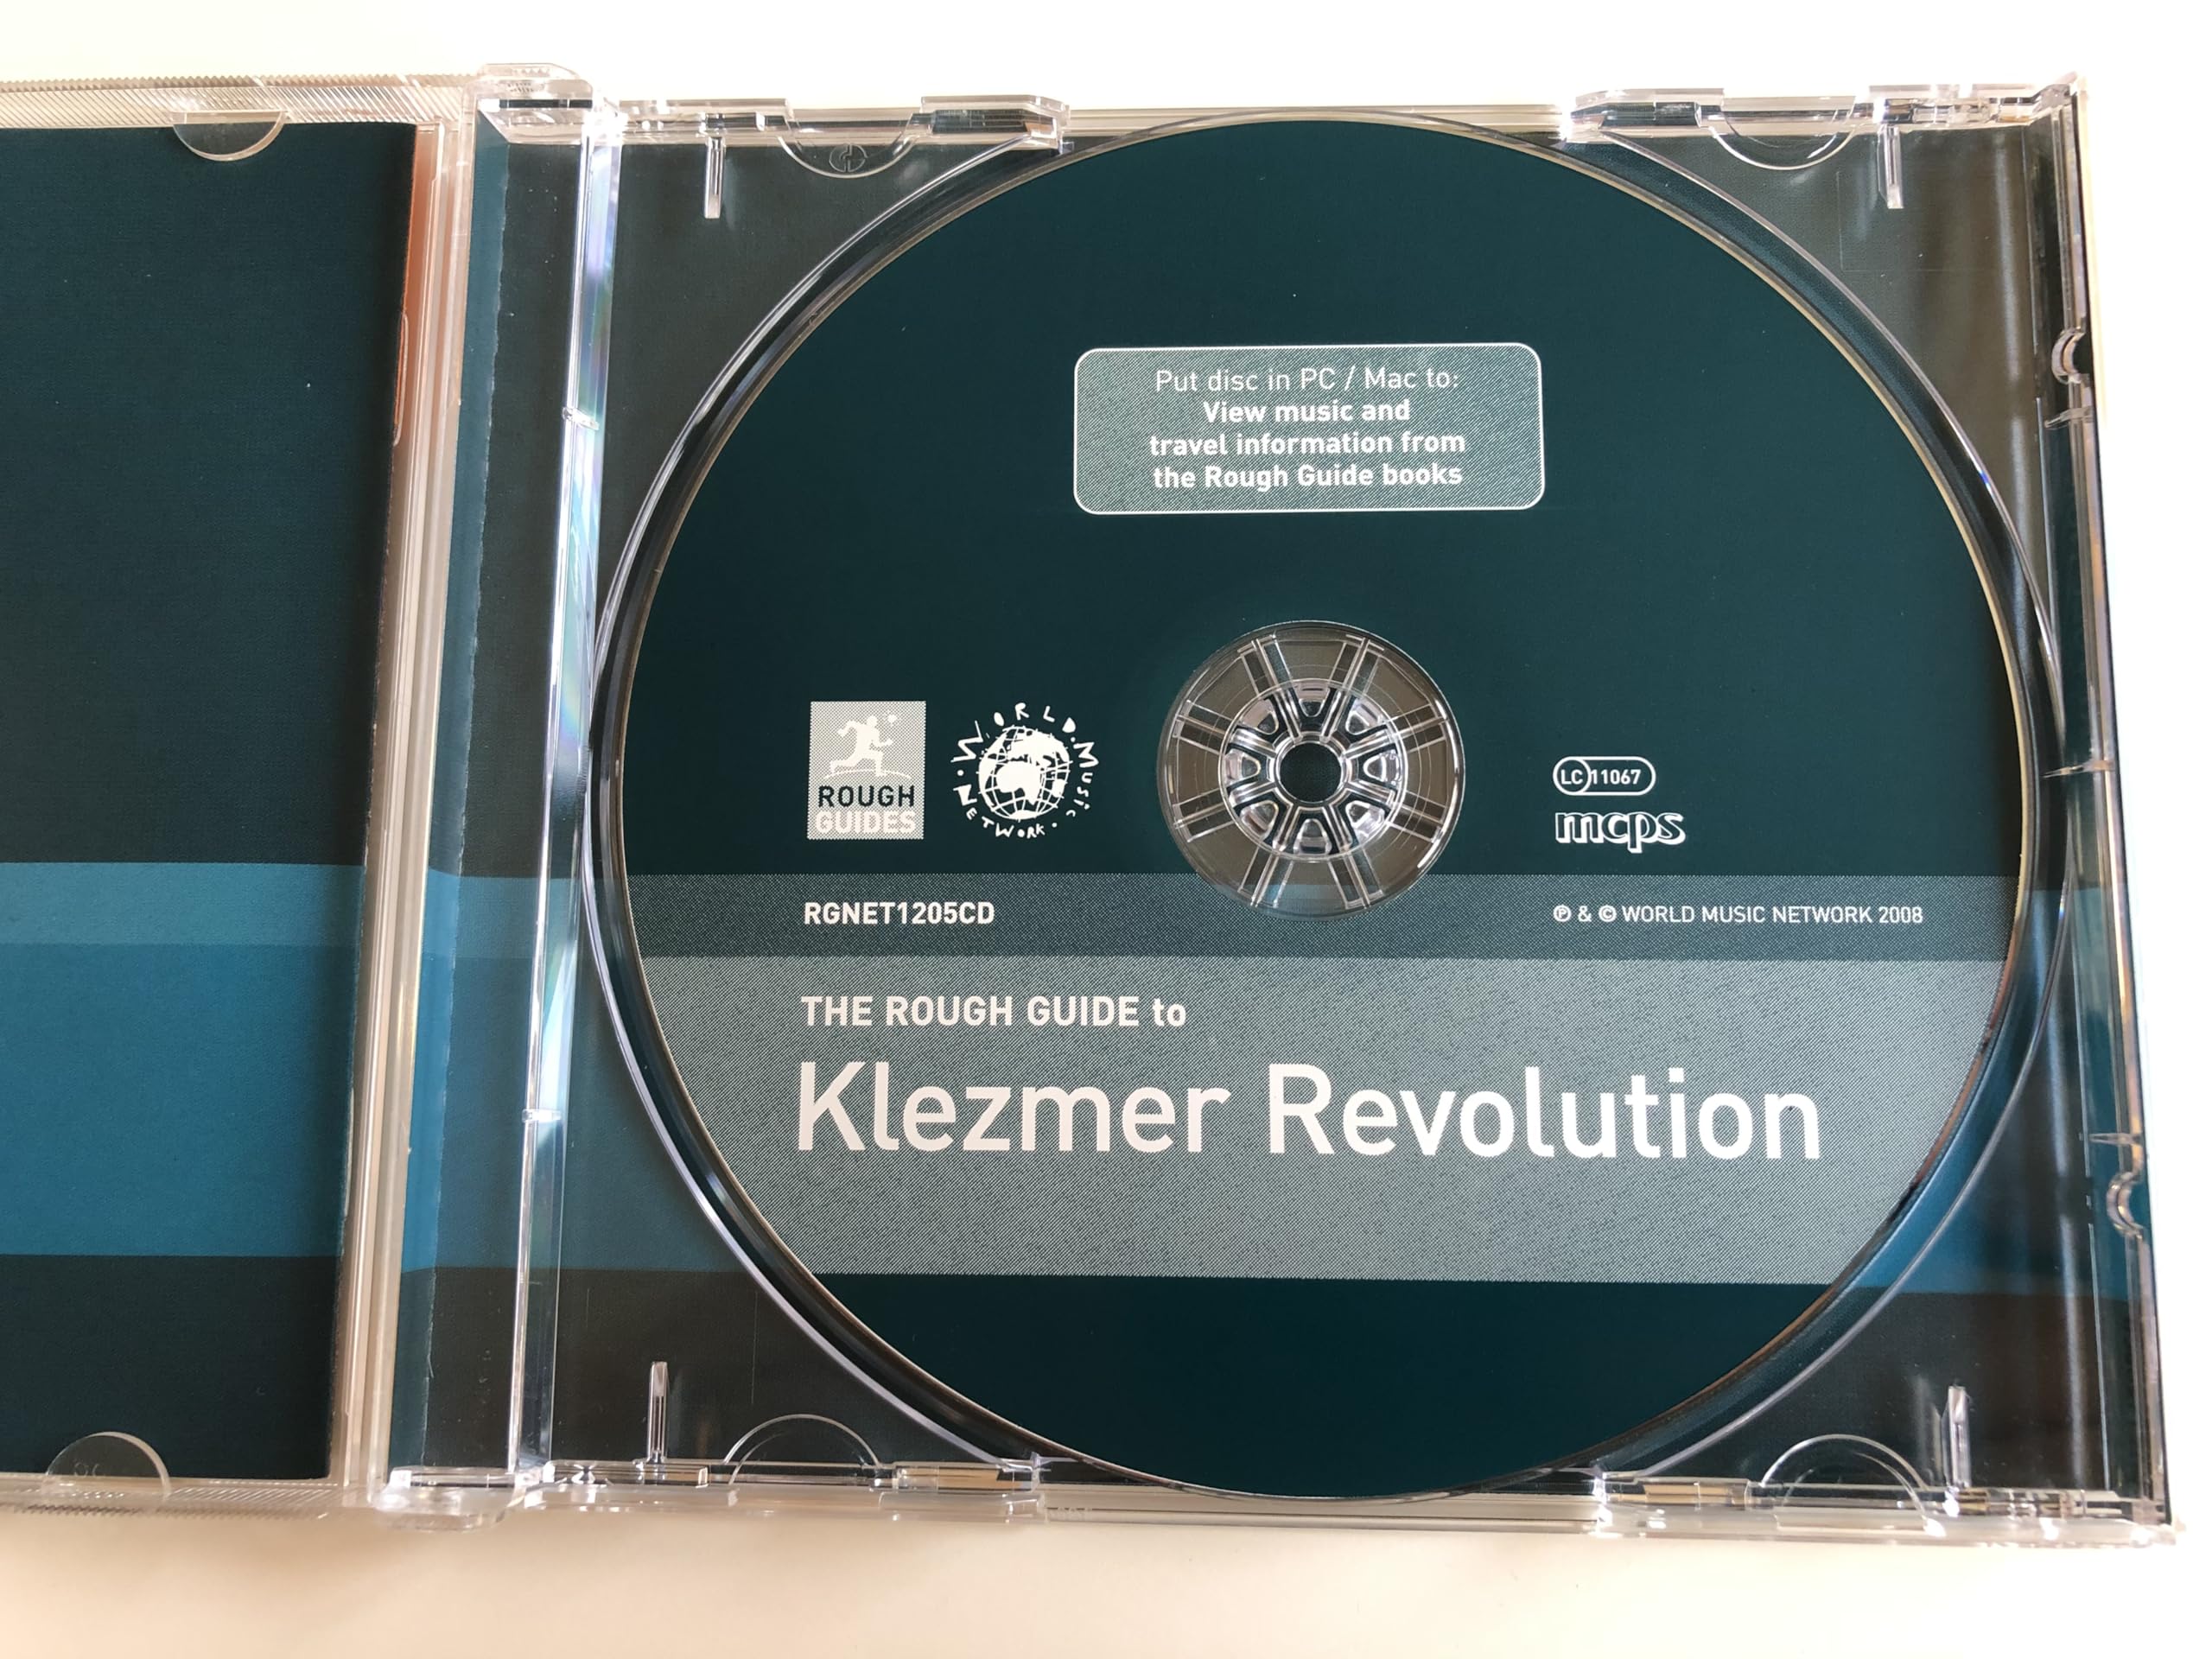 Put disc in PC / Mac to:
View music and
travel information from
the Rough Guide books
ROUGH
GUIDES
WORLD.MUSIC.NETWORK.
LC 11067
mcps
RGNET1205CD
℗ & © WORLD MUSIC NETWORK 2008
THE ROUGH GUIDE to
Klezmer Revolution